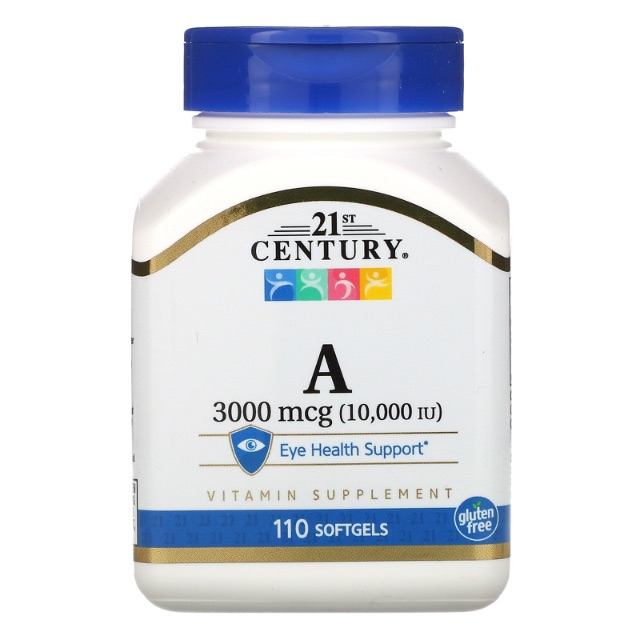 21ST
CENTURY®
A
3000 mcg (10,000 IU)
Eye Health Support*
VITAMIN SUPPLEMENT
110 SOFTGELS
gluten
free